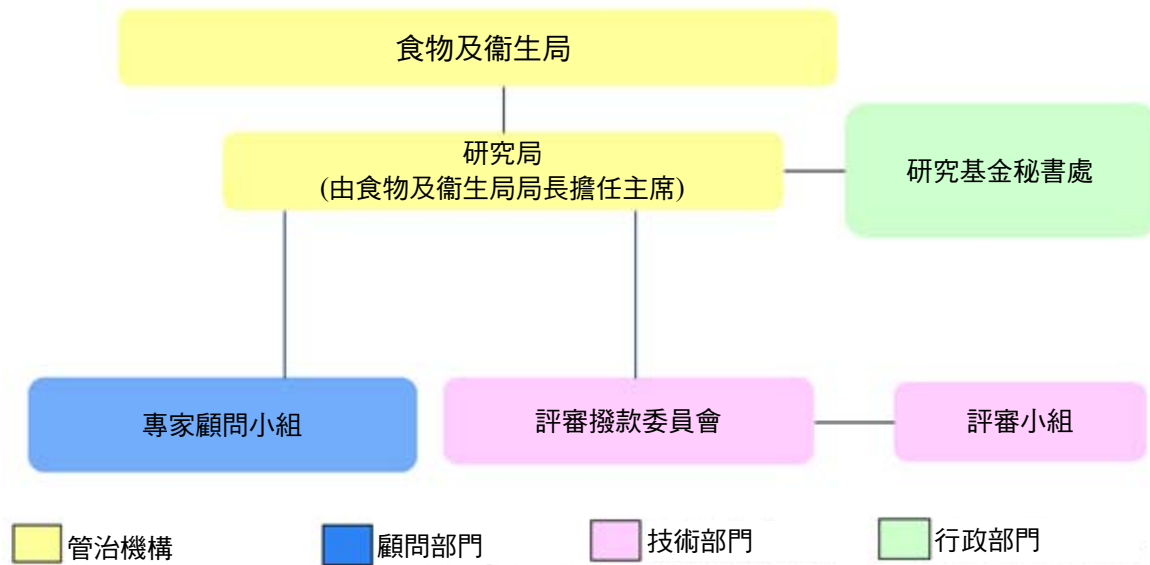 食物及衞生局
研究局
(由食物及衞生局局長擔任主席)
研究基金秘書處
專家顧問小組
評審撥款委員會
評審小組
管治機構
顧問部門
技術部門
行政部門